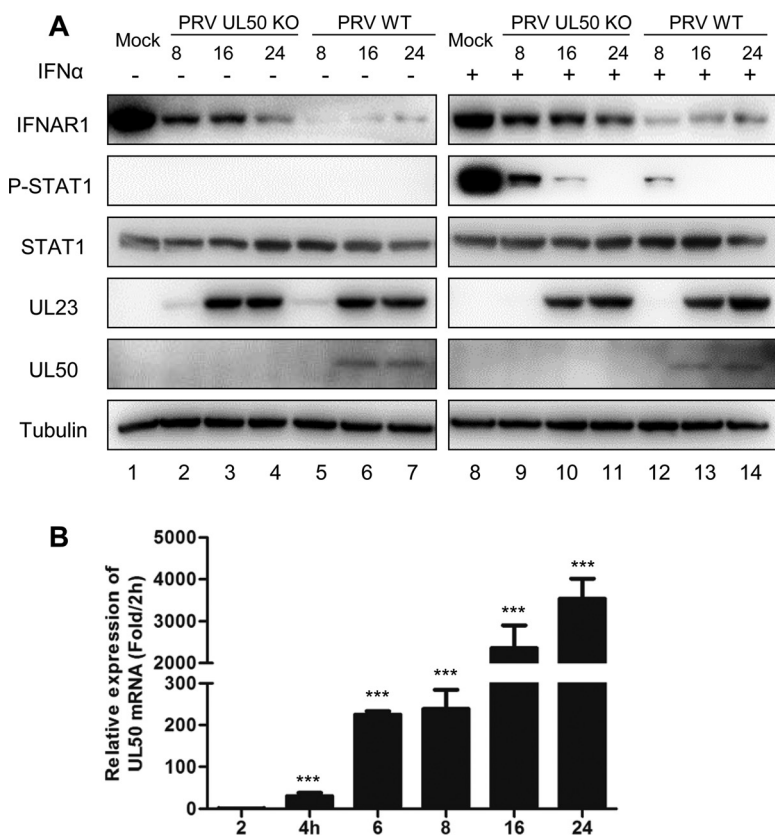 A
PRV UL50 KO PRV WT PRV UL50 KO PRV WT
Mock 8 16 24 8 16 24 Mock 8 16 24 8 16 24
IFNα - - - - - - - + + + + + + +
IFNAR1
P-STAT1
STAT1
UL23
UL50
Tubulin
1 2 3 4 5 6 7 8 9 10 11 12 13 14
B
Relative expression of
UL50 mRNA (Fold/2h)
5000
4000
3000
2000
300
200
100
0
*** *** *** *** ***
2 4h 6 8 16 24